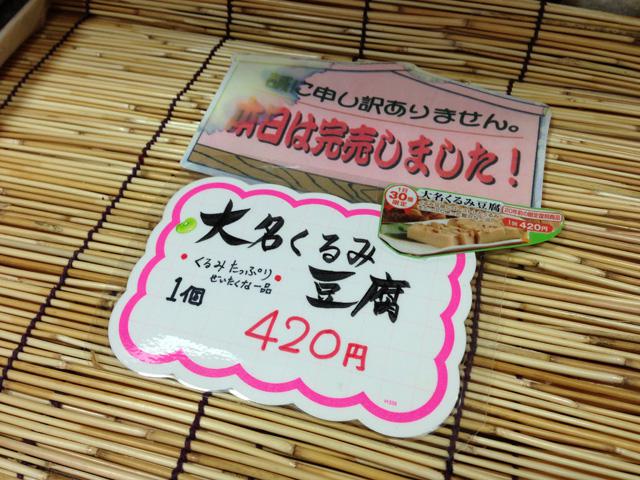 誠に申し訳ありません。
本日は完売しました！
1日
30個
限定
大名くるみ豆腐
1個 420円
大名くるみ
豆腐
くるみたっぷり
ぜいたくな一品
1個
420円